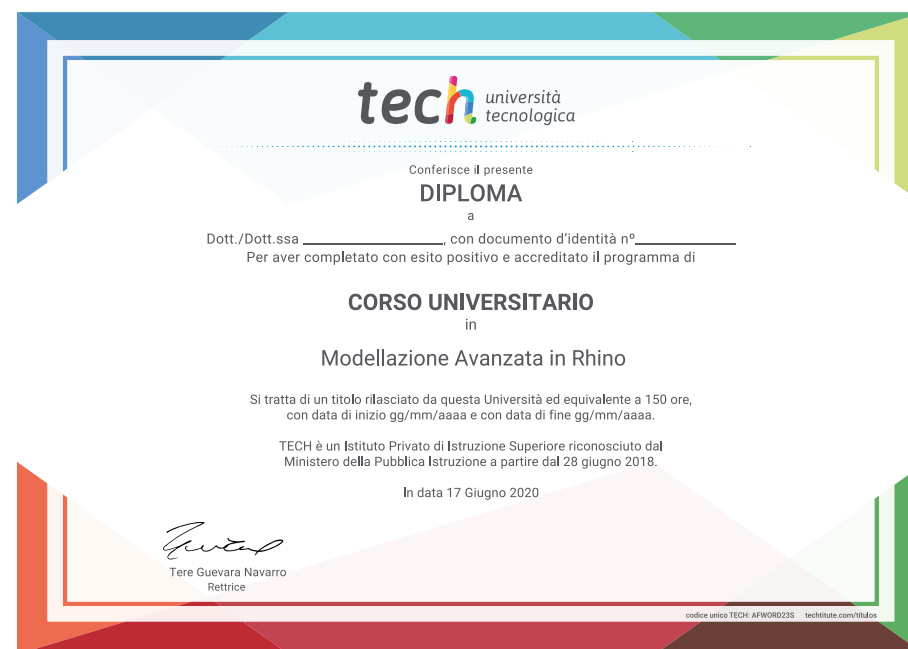 tech università
tecnologica
Conferisce il presente
DIPLOMA
a
Dott./Dott.ssa ____________________, con documento d'identità nº______________
Per aver completato con esito positivo e accreditato il programma di
CORSO UNIVERSITARIO
in
Modellazione Avanzata in Rhino
Si tratta di un titolo rilasciato da questa Università ed equivalente a 150 ore,
con data di inizio gg/mm/aaaa e con data di fine gg/mm/aaaa.
TECH è un Istituto Privato di Istruzione Superiore riconosciuto dal
Ministero della Pubblica Istruzione a partire dal 28 giugno 2018.
In data 17 Giugno 2020
Tere Guevara Navarro
Rettrice
codice unico TECH: AFWORD23S techtitute.com/titulos